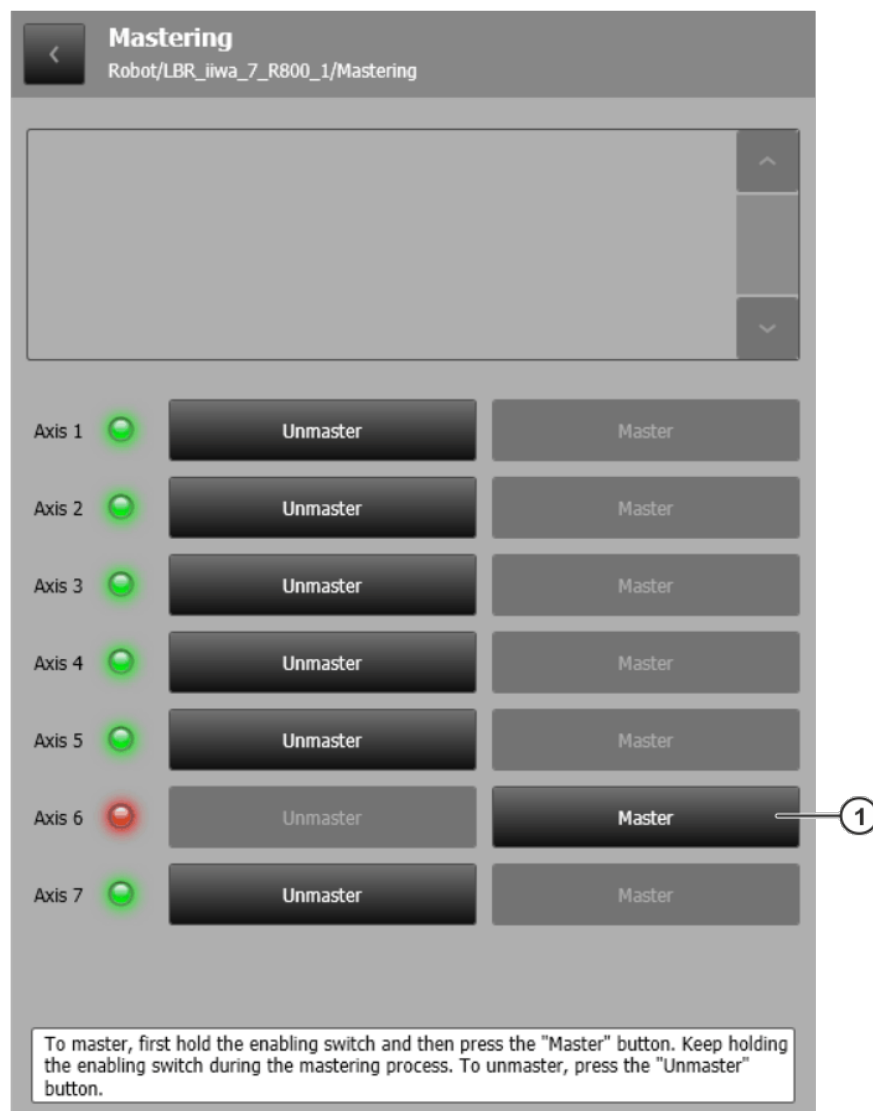 Mastering
Robot/LBR_iiwa_7_R800_1/Mastering
Axis 1 Unmaster Master
Axis 2 Unmaster Master
Axis 3 Unmaster Master
Axis 4 Unmaster Master
Axis 5 Unmaster Master
Axis 6 Unmaster Master 1
Axis 7 Unmaster Master
To master, first hold the enabling switch and then press the "Master" button. Keep holding
the enabling switch during the mastering process. To unmaster, press the "Unmaster"
button.